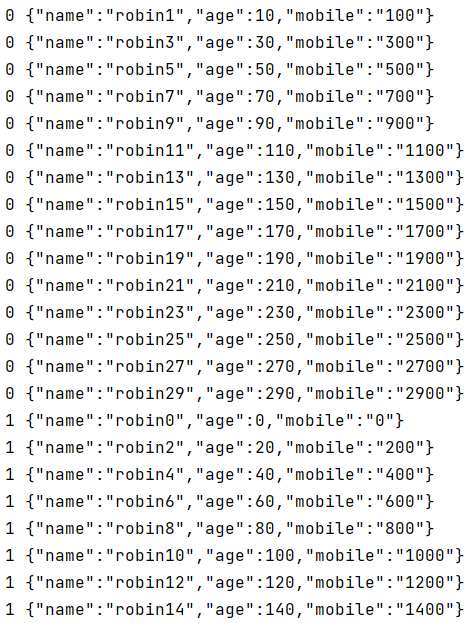 0 {"name":"robin1","age":10,"mobile":"100"}
0 {"name":"robin3","age":30,"mobile":"300"}
0 {"name":"robin5","age":50,"mobile":"500"}
0 {"name":"robin7","age":70,"mobile":"700"}
0 {"name":"robin9","age":90,"mobile":"900"}
0 {"name":"robin11","age":110,"mobile":"1100"}
0 {"name":"robin13","age":130,"mobile":"1300"}
0 {"name":"robin15","age":150,"mobile":"1500"}
0 {"name":"robin17","age":170,"mobile":"1700"}
0 {"name":"robin19","age":190,"mobile":"1900"}
0 {"name":"robin21","age":210,"mobile":"2100"}
0 {"name":"robin23","age":230,"mobile":"2300"}
0 {"name":"robin25","age":250,"mobile":"2500"}
0 {"name":"robin27","age":270,"mobile":"2700"}
0 {"name":"robin29","age":290,"mobile":"2900"}
1 {"name":"robin0","age":0,"mobile":"0"}
1 {"name":"robin2","age":20,"mobile":"200"}
1 {"name":"robin4","age":40,"mobile":"400"}
1 {"name":"robin6","age":60,"mobile":"600"}
1 {"name":"robin8","age":80,"mobile":"800"}
1 {"name":"robin10","age":100,"mobile":"1000"}
1 {"name":"robin12","age":120,"mobile":"1200"}
1 {"name":"robin14","age":140,"mobile":"1400"}